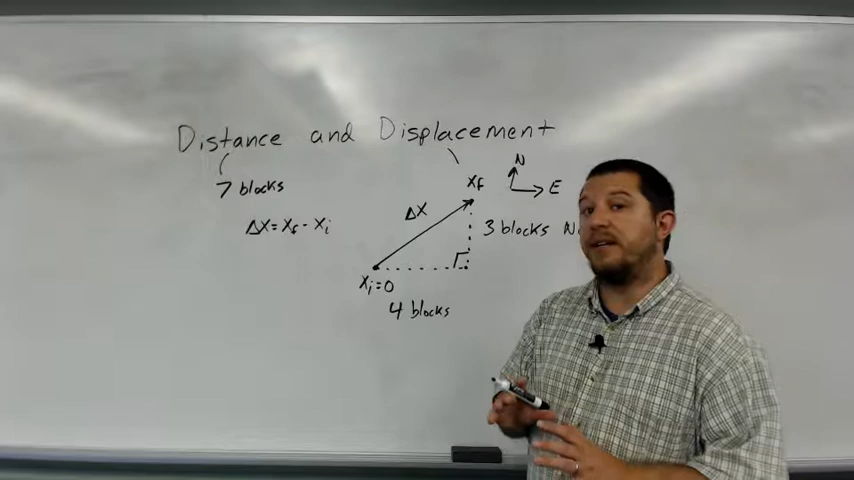 Distance and Displacement
7 blocks
ΔX = Xf - Xi
N
E
Xf
ΔX
3 blocks N
Xi=0
4 blocks